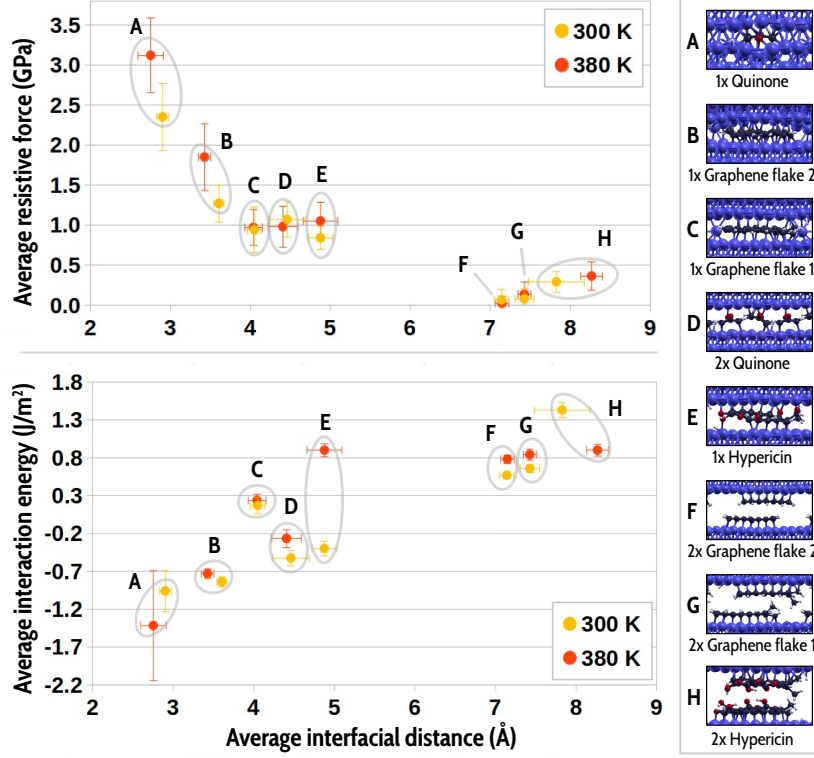 Average resistive force (GPa)
3.5
3.0
2.5
2.0
1.5
1.0
0.5
0.0
2 3 4 5 6 7 8 9
A
B
C
D
E
F
G
H
300 K
380 K
Average interaction energy (J/m²)
1.8
1.3
0.8
0.3
-0.2
-0.7
-1.2
-1.7
-2.2
2 3 4 5 6 7 8 9
A
B
C
D
E
F
G
H
300 K
380 K
Average interfacial distance (Å)
A
1x Quinone
B
1x Graphene flake 2
C
1x Graphene flake 1
D
2x Quinone
E
1x Hypericin
F
2x Graphene flake 2
G
2x Graphene flake 1
H
2x Hypericin